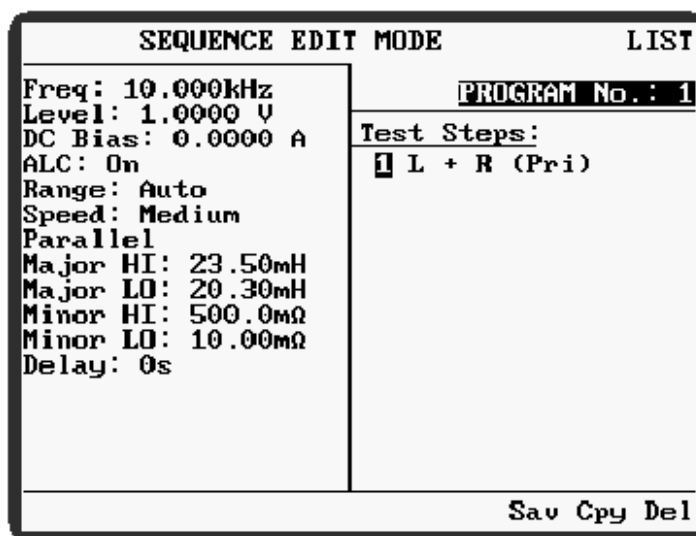 SEQUENCE EDIT MODE LIST
Freq: 10.000kHz
Level: 1.0000 V
DC Bias: 0.0000 A
ALC: On
Range: Auto
Speed: Medium
Parallel
Major HI: 23.50mH
Major LO: 20.30mH
Minor HI: 500.0mΩ
Minor LO: 10.00mΩ
Delay: 0s
PROGRAM No.: 1
Test Steps:
1 L + R (Pri)
Sav Cpy Del